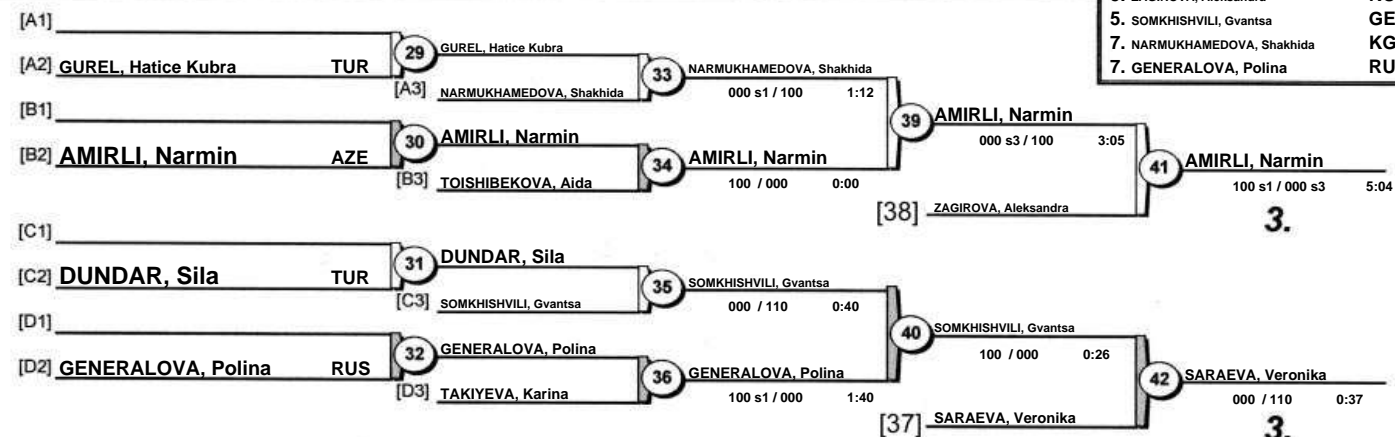 5. SOMKHISHVILI, Gvantsa GE
7. NARMUKHAMEDOVA, Shakhida KG
7. GENERALOVA, Polina RU
[A1]
[A2] GUREL, Hatice Kubra TUR
29
GUREL, Hatice Kubra
[A3] NARMUKHAMEDOVA, Shakhida
33
NARMUKHAMEDOVA, Shakhida
000 s1 / 100 1:12
[B1]
[B2] AMIRLI, Narmin AZE
30
AMIRLI, Narmin
[B3] TOISHIBEKOVA, Aida
34
AMIRLI, Narmin
100 / 000 0:00
39
AMIRLI, Narmin
000 s3 / 100 3:05
[38] ZAGIROVA, Aleksandra
41
AMIRLI, Narmin
100 s1 / 000 s3 5:04
3.
[C1]
[C2] DUNDAR, Sila TUR
31
DUNDAR, Sila
[C3] SOMKHISHVILI, Gvantsa
35
SOMKHISHVILI, Gvantsa
000 / 110 0:40
[D1]
[D2] GENERALOVA, Polina RUS
32
GENERALOVA, Polina
[D3] TAKIYEVA, Karina
36
GENERALOVA, Polina
100 s1 / 000 1:40
40
SOMKHISHVILI, Gvantsa
100 / 000 0:26
[37] SARAEVA, Veronika
42
SARAEVA, Veronika
000 / 110 0:37
3.